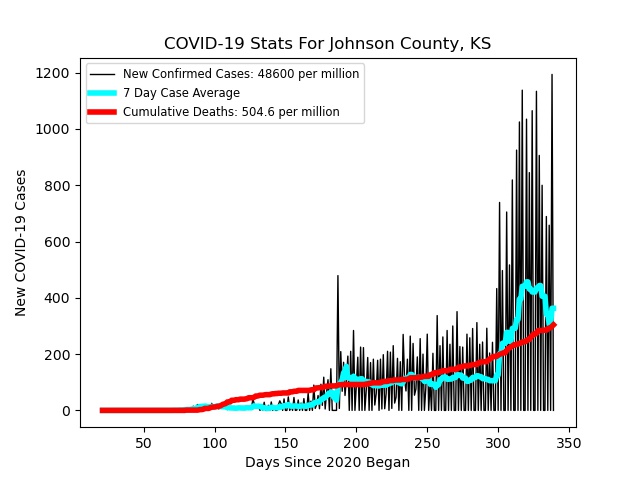 COVID-19 Stats For Johnson County, KS
New Confirmed Cases: 48600 per million
7 Day Case Average
Cumulative Deaths: 504.6 per million
New COVID-19 Cases
1200
1000
800
600
400
200
0
50 100 150 200 250 300 350
Days Since 2020 Began